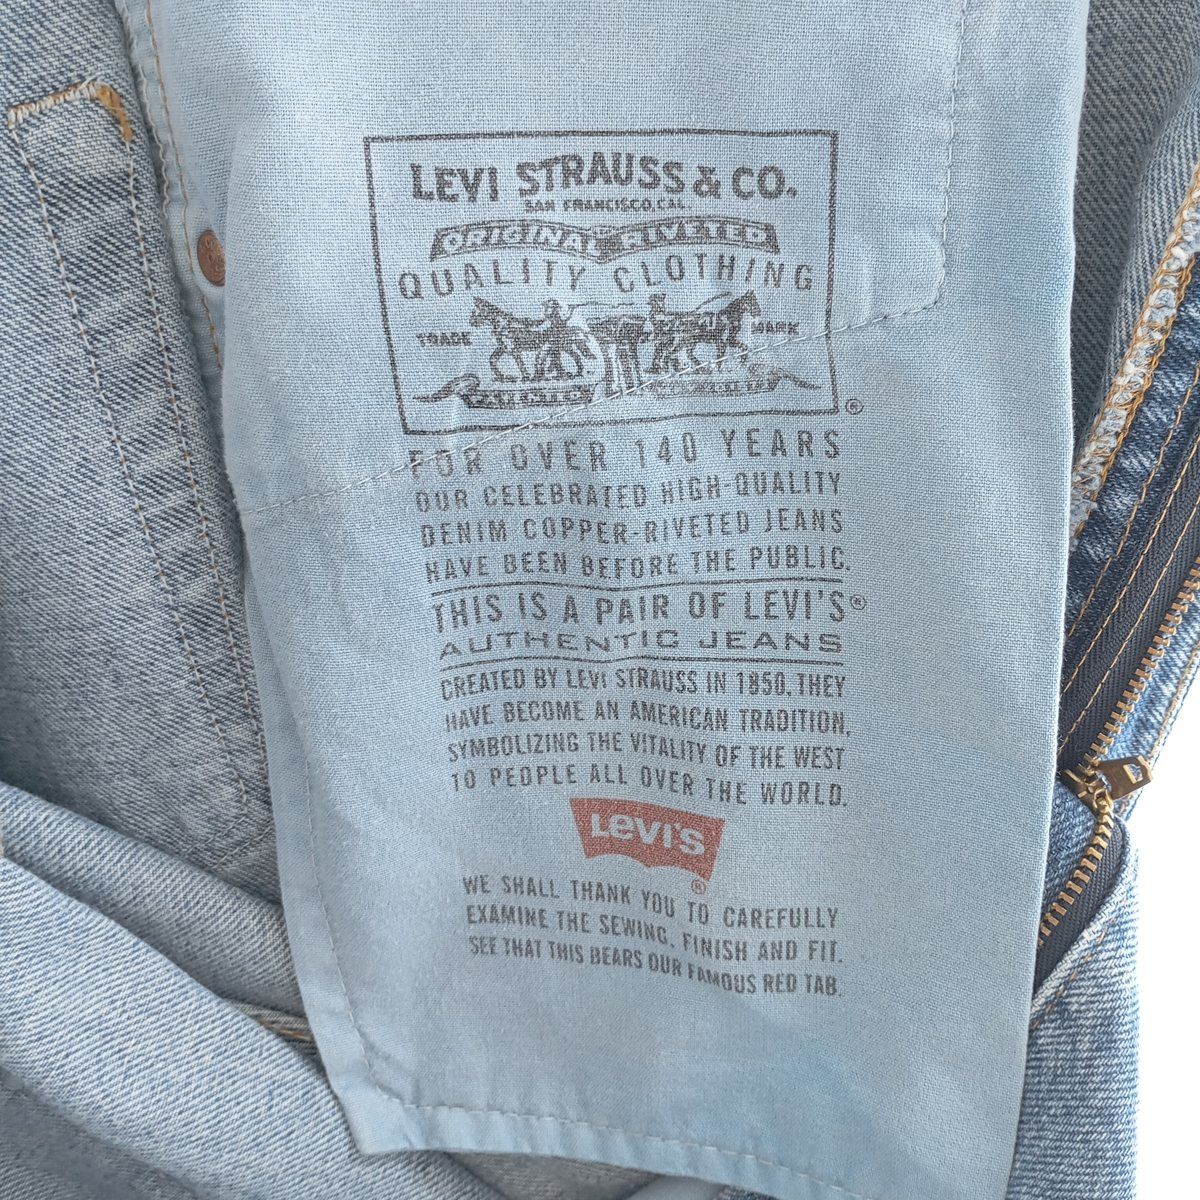 LEVI STRAUSS & CO.
SAN FRANCISCO, CAL.
ORIGINAL RIVETED
QUALITY CLOTHING
TRADE MARK
®
FOR OVER 140 YEARS
OUR CELEBRATED HIGH-QUALITY
DENIM COPPER-RIVETED JEANS
HAVE BEEN BEFORE THE PUBLIC.
THIS IS A PAIR OF LEVI'S®
AUTHENTIC JEANS
CREATED BY LEVI STRAUSS IN 1850, THEY
HAVE BECOME AN AMERICAN TRADITION,
SYMBOLIZING THE VITALITY OF THE WEST
TO PEOPLE ALL OVER THE WORLD.
LEVI'S
®
WE SHALL THANK YOU TO CAREFULLY
EXAMINE THE SEWING, FINISH AND FIT.
SEE THAT THIS BEARS OUR FAMOUS RED TAB.